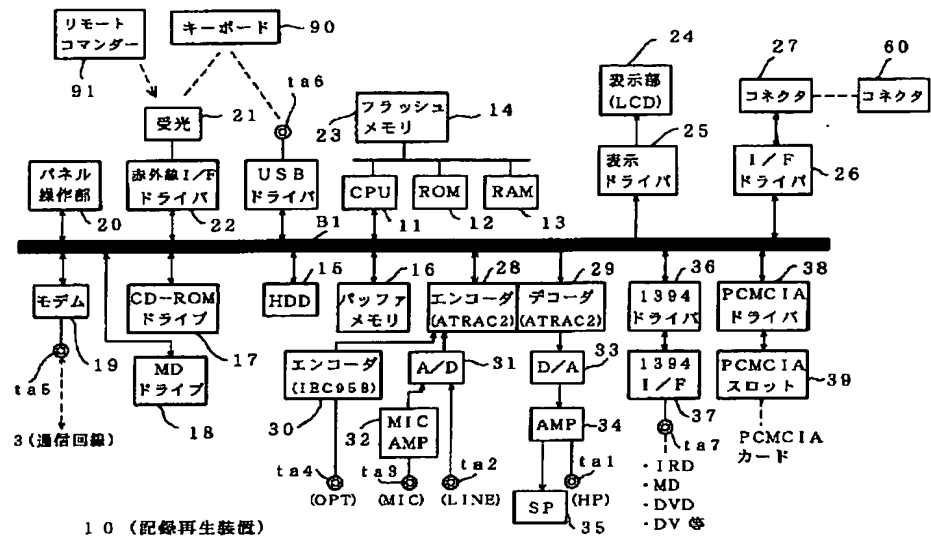 リモート
コマンダー
91
キーボード
90
ta6
21
受光
23
フラッシュ
メモリ
14
24
表示部
(LCD)
27
コネクタ
60
コネクタ
パネル
操作部
20
赤外線I/F
ドライバ
22
USB
ドライバ
CPU
11
ROM
12
RAM
13
25
表示
ドライバ
I/F
ドライバ
26
B1
モデム
19
ta5
3(通信回線)
CD-ROM
ドライブ
17
MD
ドライブ
18
15
HDD
16
バッファ
メモリ
28
エンコーダ
(ATRAC2)
29
デコーダ
(ATRAC2)
36
1394
ドライバ
38
PCMCIA
ドライバ
エンコーダ
(IEC958)
30
A/D
31
32
MIC
AMP
D/A
33
AMP
34
1394
I/F
37
PCMCIA
スロット
39
ta4
(OPT)
ta3
(MIC)
ta2
(LINE)
SP
35
ta1
(HP)
ta7
・IRD
・MD
・DVD
・DV 等
PCMCIA
カード
10 (記録再生装置)